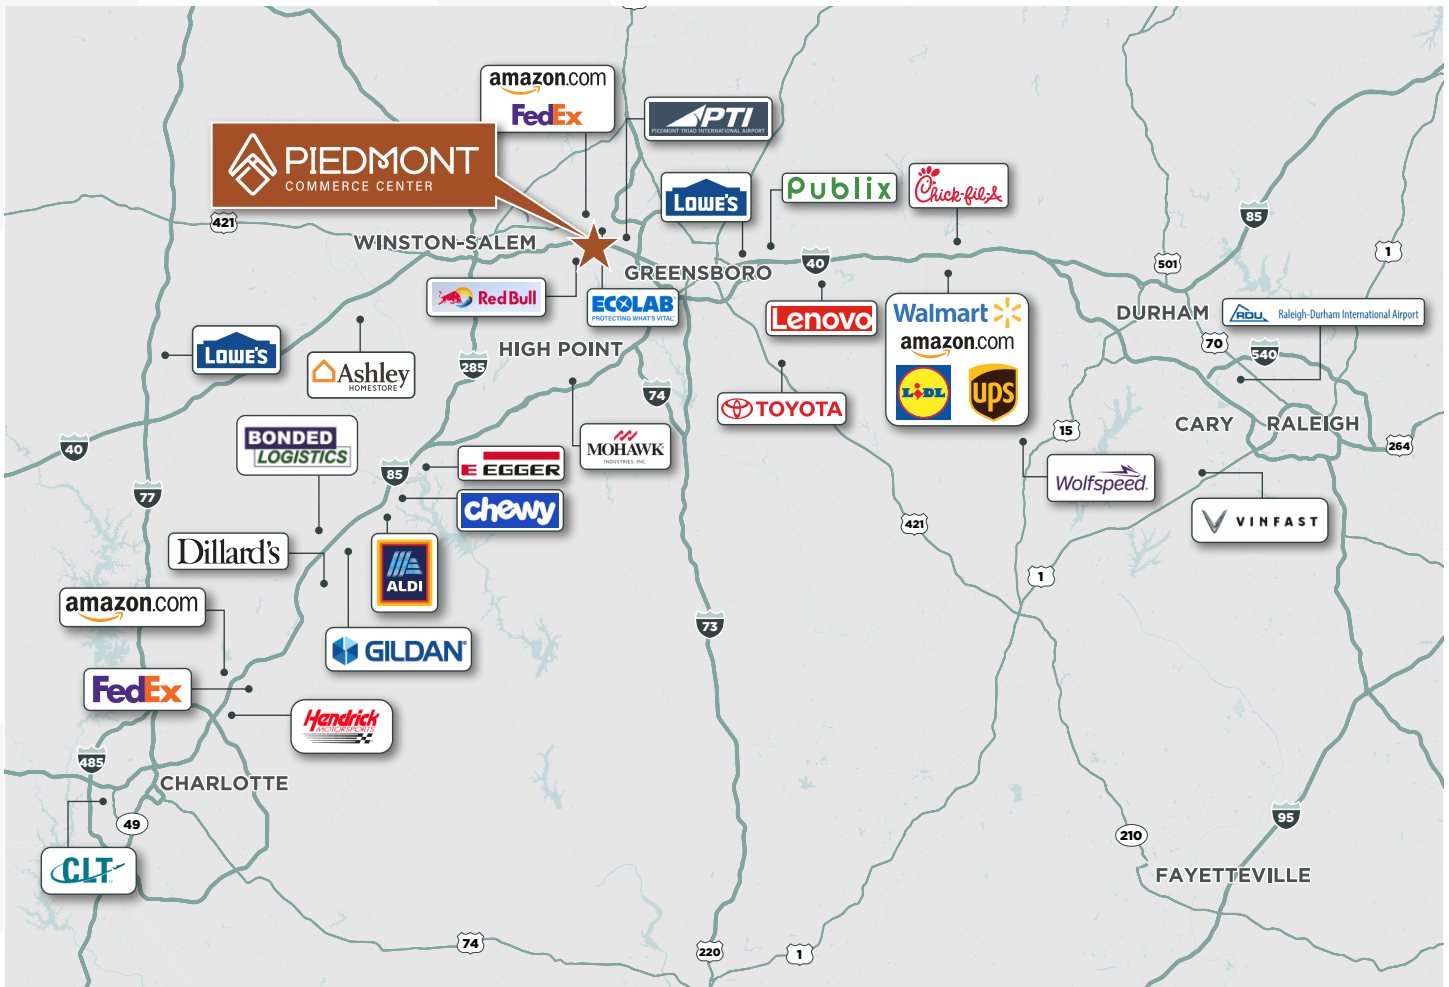 amazon.com
FedEx
PTI
PIEDMONT TRIAD INTERNATIONAL AIRPORT
PIEDMONT
COMMERCE CENTER
LOWE'S
Publix
Chick-fil-A
421
85
WINSTON-SALEM
1
GREENSBORO
40
501
Red Bull
ECOLAB
PROTECTING WHAT'S VITAL
Lenovo
Walmart
amazon.com
LIDL
ups
DURHAM
RDU
Raleigh-Durham International Airport
LOWE'S
HIGH POINT
70
540
Ashley
HOMESTORE
285
74
TOYOTA
CARY
RALEIGH
15
264
BONDED
LOGISTICS
MOHAWK
INDUSTRIES, INC.
40
85
E EGGER
Wolfspeed
77
chewy
421
VINFAST
Dillard's
ALDI
1
amazon.com
73
GILDAN
FedEx
Hendrick
MOTORSPORTS
485
CHARLOTTE
49
95
210
CLT
FAYETTEVILLE
74
220
1